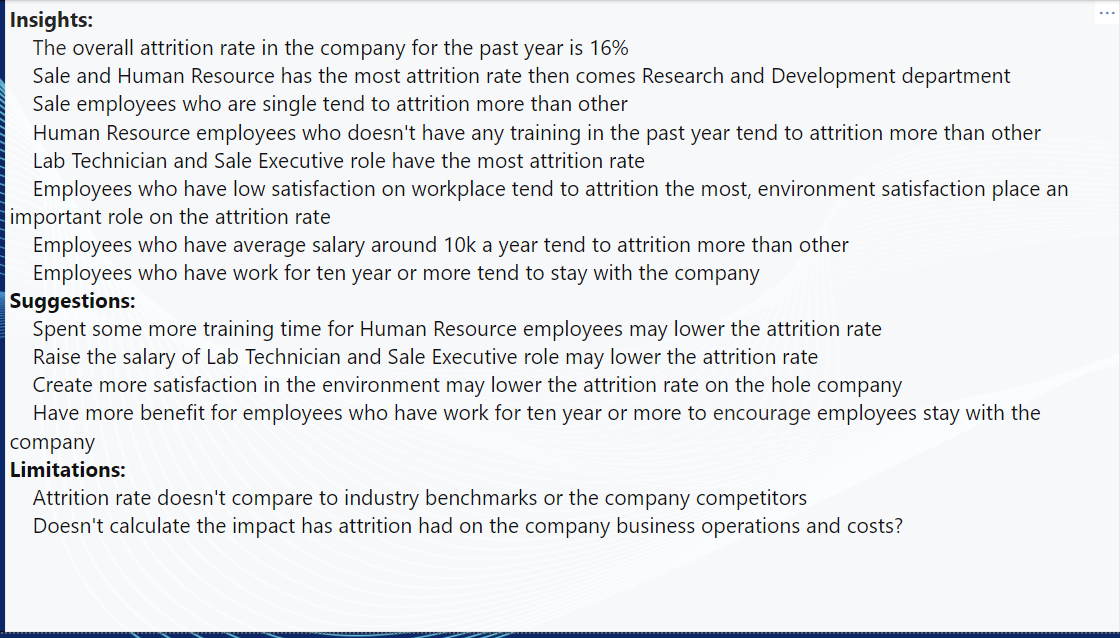 Insights:
The overall attrition rate in the company for the past year is 16%
Sale and Human Resource has the most attrition rate then comes Research and Development department
Sale employees who are single tend to attrition more than other
Human Resource employees who doesn't have any training in the past year tend to attrition more than other
Lab Technician and Sale Executive role have the most attrition rate
Employees who have low satisfaction on workplace tend to attrition the most, environment satisfaction place an
important role on the attrition rate
Employees who have average salary around 10k a year tend to attrition more than other
Employees who have work for ten year or more tend to stay with the company
Suggestions:
Spent some more training time for Human Resource employees may lower the attrition rate
Raise the salary of Lab Technician and Sale Executive role may lower the attrition rate
Create more satisfaction in the environment may lower the attrition rate on the hole company
Have more benefit for employees who have work for ten year or more to encourage employees stay with the
company
Limitations:
Attrition rate doesn't compare to industry benchmarks or the company competitors
Doesn't calculate the impact has attrition had on the company business operations and costs?